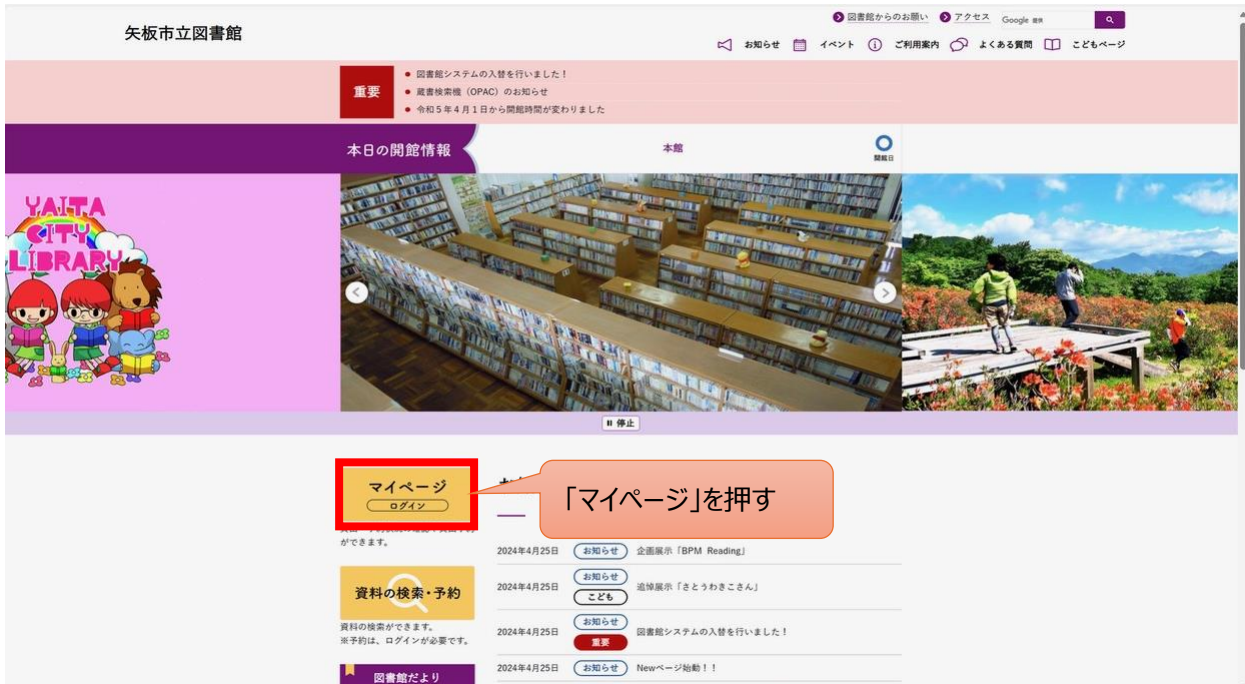 矢板市立図書館
図書館からのお願い アクセス Google 提供
お知らせ イベント ご利用案内 よくある質問 こどもページ
重要
図書館システムの入替を行いました！
蔵書検索機（OPAC）のお知らせ
令和5年4月1日から開館時間が変わりました
本日の開館情報
本館
開館日
YAITA
CITY
LIBRARY
停止
マイページ
ログイン
「マイページ」を押す
ができます。
2024年4月25日 お知らせ 企画展示「BPM Reading」
資料の検索・予約
2024年4月25日 お知らせ こども 追悼展示「さとうわきこさん」
資料の検索ができます。
※予約は、ログインが必要です。
2024年4月25日 お知らせ 重要 図書館システムの入替を行いました！
図書館だより
2024年4月25日 お知らせ Newページ始動！！